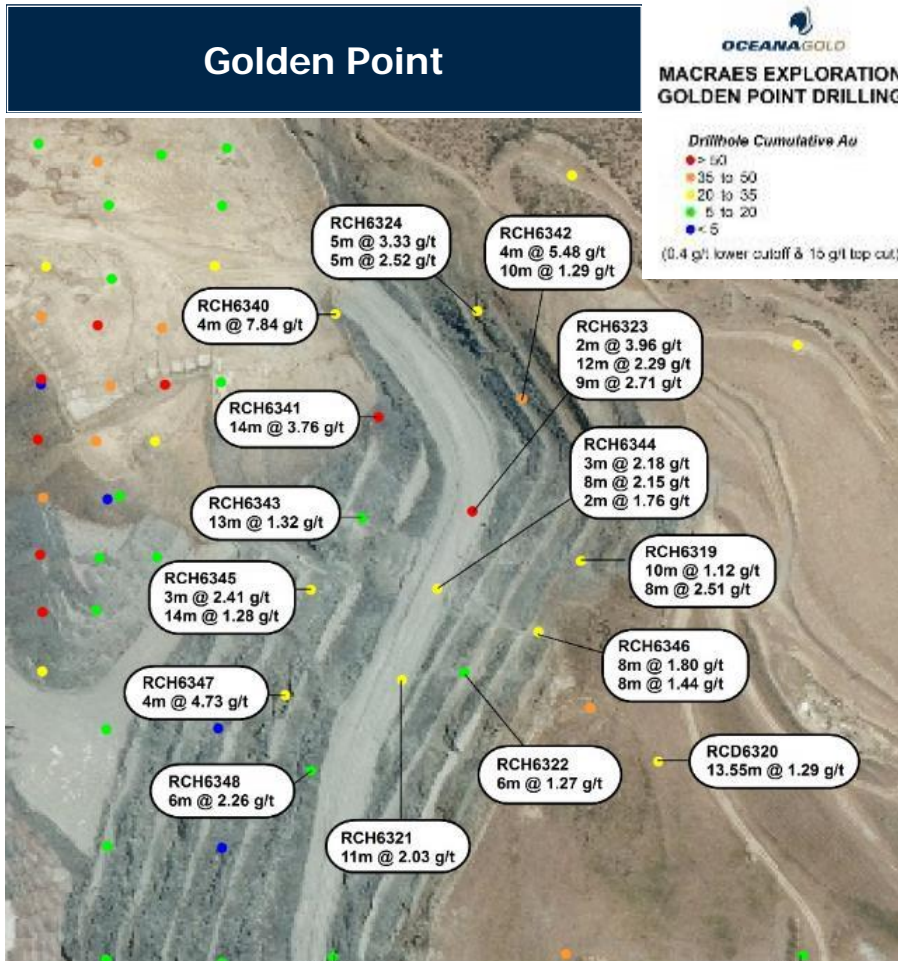 Golden Point
OCEANAGOLD
MACRAES EXPLORATION
GOLDEN POINT DRILLING
Drillhole Cumulative Au
> 50
35 to 50
20 to 35
5 to 20
< 5
(0.4 g/t lower cutoff & 15 g/t top cut)
RCH6324
5m @ 3.33 g/t
5m @ 2.52 g/t
RCH6342
4m @ 5.48 g/t
10m @ 1.29 g/t
RCH6340
4m @ 7.84 g/t
RCH6323
2m @ 3.96 g/t
12m @ 2.29 g/t
9m @ 2.71 g/t
RCH6341
14m @ 3.76 g/t
RCH6344
3m @ 2.18 g/t
8m @ 2.15 g/t
2m @ 1.76 g/t
RCH6343
13m @ 1.32 g/t
RCH6319
10m @ 1.12 g/t
8m @ 2.51 g/t
RCH6345
3m @ 2.41 g/t
14m @ 1.28 g/t
RCH6346
8m @ 1.80 g/t
8m @ 1.44 g/t
RCH6347
4m @ 4.73 g/t
RCD6320
13.55m @ 1.29 g/t
RCH6322
6m @ 1.27 g/t
RCH6348
6m @ 2.26 g/t
RCH6321
11m @ 2.03 g/t